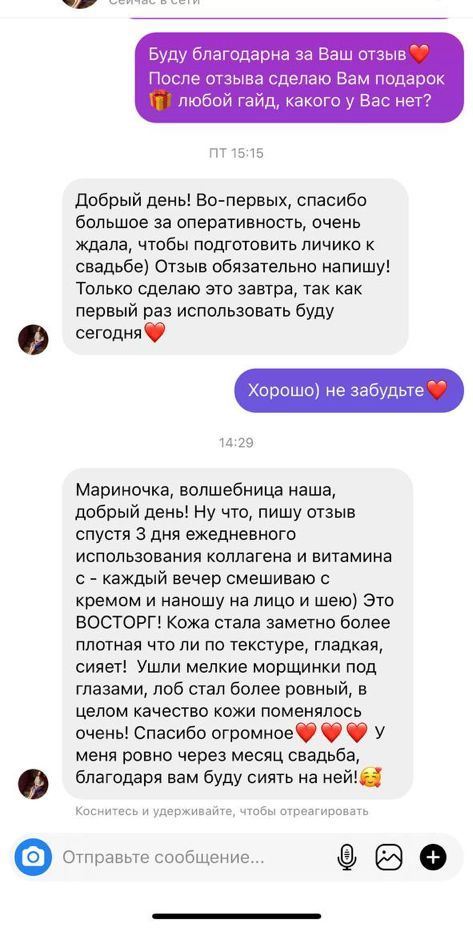 Сейчас в сети
Буду благодарна за Ваш отзыв❤️
После отзыва сделаю Вам подарок
🎁 любой гайд, какого у Вас нет?
ПТ 15:15
Добрый день! Во-первых, спасибо
большое за оперативность, очень
ждала, чтобы подготовить личико к
свадьбе) Отзыв обязательно напишу!
Только сделаю это завтра, так как
первый раз использовать буду
сегодня❤️
Хорошо) не забудьте❤️
14:29
Мариночка, волшебница наша,
добрый день! Ну что, пишу отзыв
спустя 3 дня ежедневного
использования коллагена и витамина
с - каждый вечер смешиваю с
кремом и наношу на лицо и шею) Это
ВОСТОРГ! Кожа стала заметно более
плотная что ли по текстуре, гладкая,
сияет! Ушли мелкие морщинки под
глазами, лоб стал более ровный, в
целом качество кожи поменялось
очень! Спасибо огромное❤️❤️❤️ У
меня ровно через месяц свадьба,
благодаря вам буду сиять на ней!🥰
Коснитесь и удерживайте, чтобы отреагировать
Отправьте сообщение...